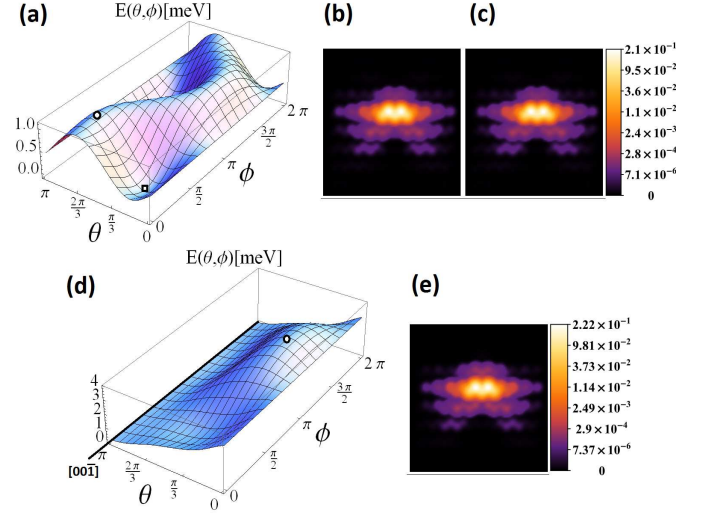 (a)
E(θ,ϕ)[meV]
1.0
0.5
0.0
π
2π/3
π/3
0
θ
0
π/2
π
3π/2
2π
ϕ
(b)
(c)
2.1×10⁻¹
9.5×10⁻²
3.6×10⁻²
1.1×10⁻²
2.4×10⁻³
2.8×10⁻⁴
7.1×10⁻⁶
0
(d)
E(θ,ϕ)[meV]
4
3
2
1
0
[001̄]
π
2π/3
π/3
0
θ
0
π/2
π
3π/2
2π
ϕ
(e)
2.22×10⁻¹
9.81×10⁻²
3.73×10⁻²
1.14×10⁻²
2.49×10⁻³
2.9×10⁻⁴
7.37×10⁻⁶
0